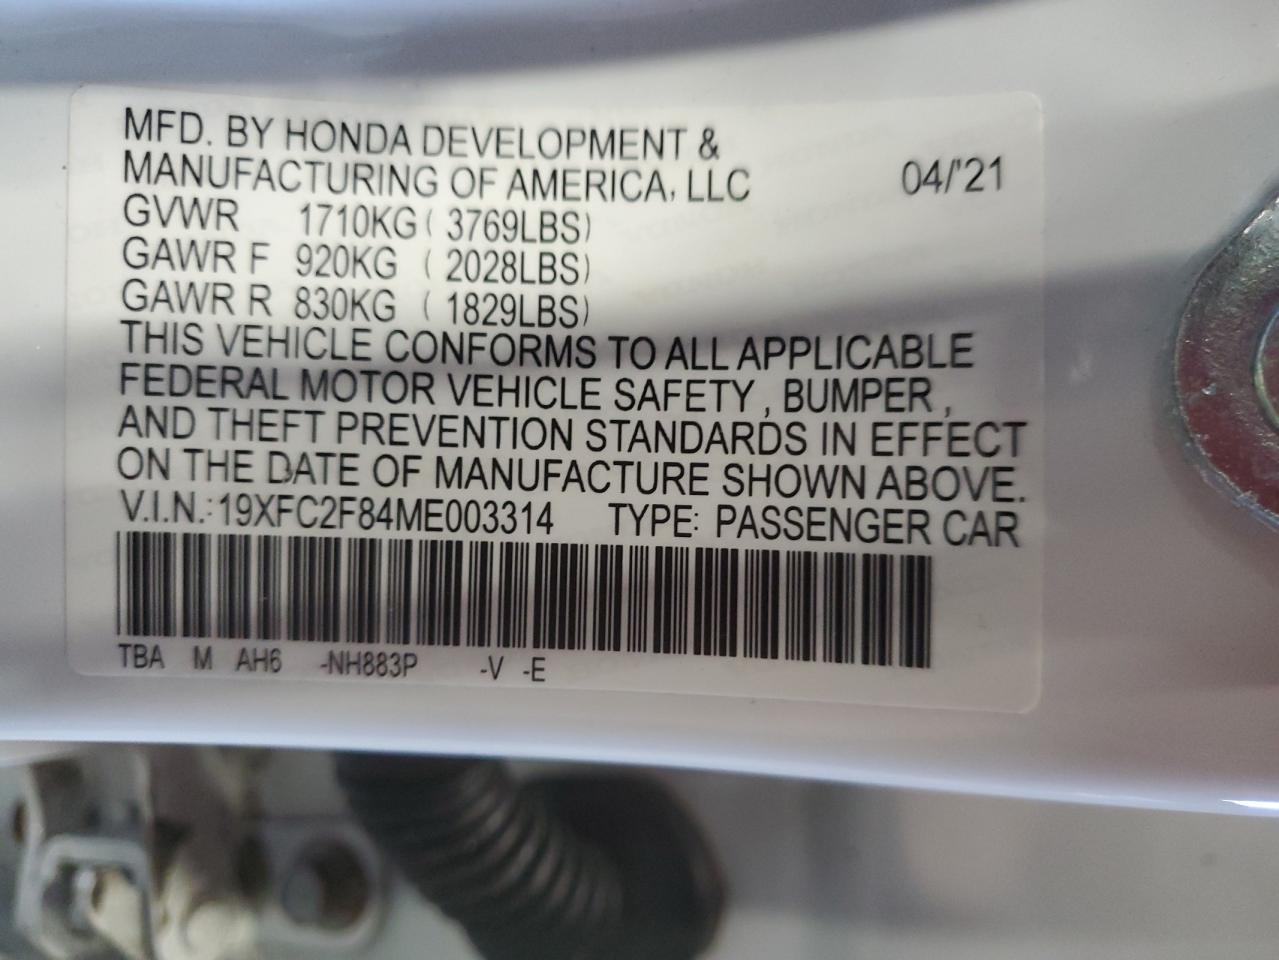 MFD. BY HONDA DEVELOPMENT &
MANUFACTURING OF AMERICA, LLC 04/'21
GVWR 1710KG ( 3769LBS)
GAWR F 920KG ( 2028LBS)
GAWR R 830KG ( 1829LBS)
THIS VEHICLE CONFORMS TO ALL APPLICABLE
FEDERAL MOTOR VEHICLE SAFETY , BUMPER ,
AND THEFT PREVENTION STANDARDS IN EFFECT
ON THE DATE OF MANUFACTURE SHOWN ABOVE.
V.I.N.: 19XFC2F84ME003314 TYPE: PASSENGER CAR
TBA M AH6 -NH883P -V -E